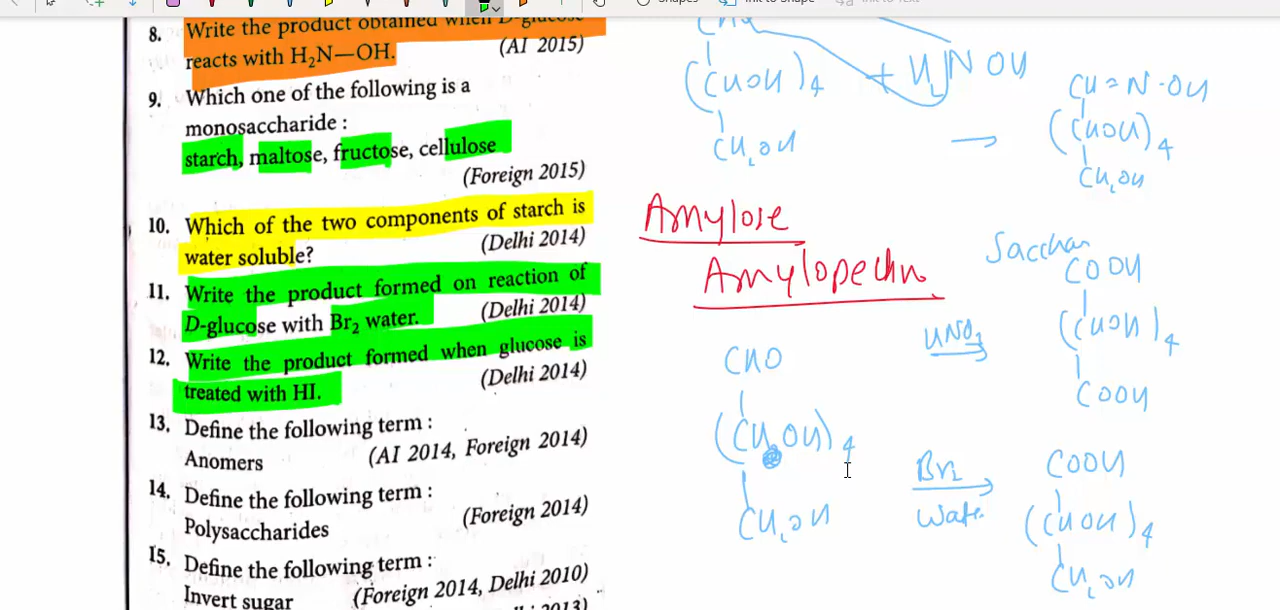 8. Write the product obtained when D-glucose
reacts with H₂N—OH. (AI 2015)
9. Which one of the following is a
monosaccharide :
starch, maltose, fructose, cellulose
(Foreign 2015)
10. Which of the two components of starch is
water soluble? (Delhi 2014)
11. Write the product formed on reaction of
D-glucose with Br₂ water. (Delhi 2014)
12. Write the product formed when glucose is
treated with HI. (Delhi 2014)
13. Define the following term :
Anomers (AI 2014, Foreign 2014)
14. Define the following term :
Polysaccharides (Foreign 2014)
15. Define the following term :
Invert sugar (Foreign 2014, Delhi 2010)
(CHOH)4 + H2N OH
CH2OH
→
CH=N-OH
(CHOH)4
CH2OH
Amylose
Amylopectin
Sacchar
COOH
(CHOH)4
COOH
HNO3
CHO
(CHOH)4
CH2OH
Br2
Water
COOH
(CHOH)4
CH2OH